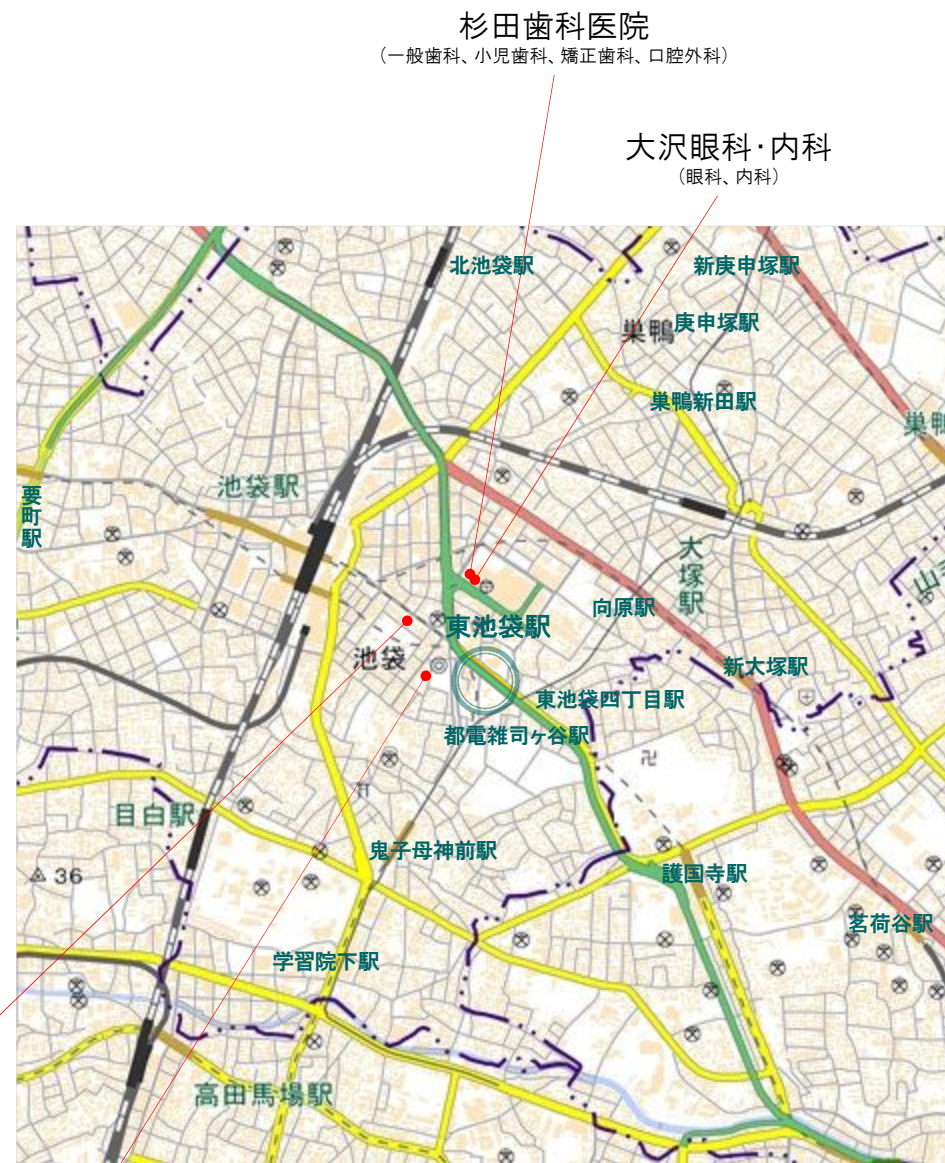 杉田歯科医院
（一般歯科、小児歯科、矯正歯科、口腔外科）
大沢眼科・内科
（眼科、内科）
北池袋駅
新庚申塚駅
巣鴨
庚申塚駅
巣鴨新田駅
巣鴨
池袋駅
要町駅
大塚駅
向原駅
東池袋駅
池袋
新大塚駅
東池袋四丁目駅
都電雑司ヶ谷駅
目白駅
鬼子母神前駅
36
護国寺駅
茗荷谷駅
学習院下駅
高田馬場駅